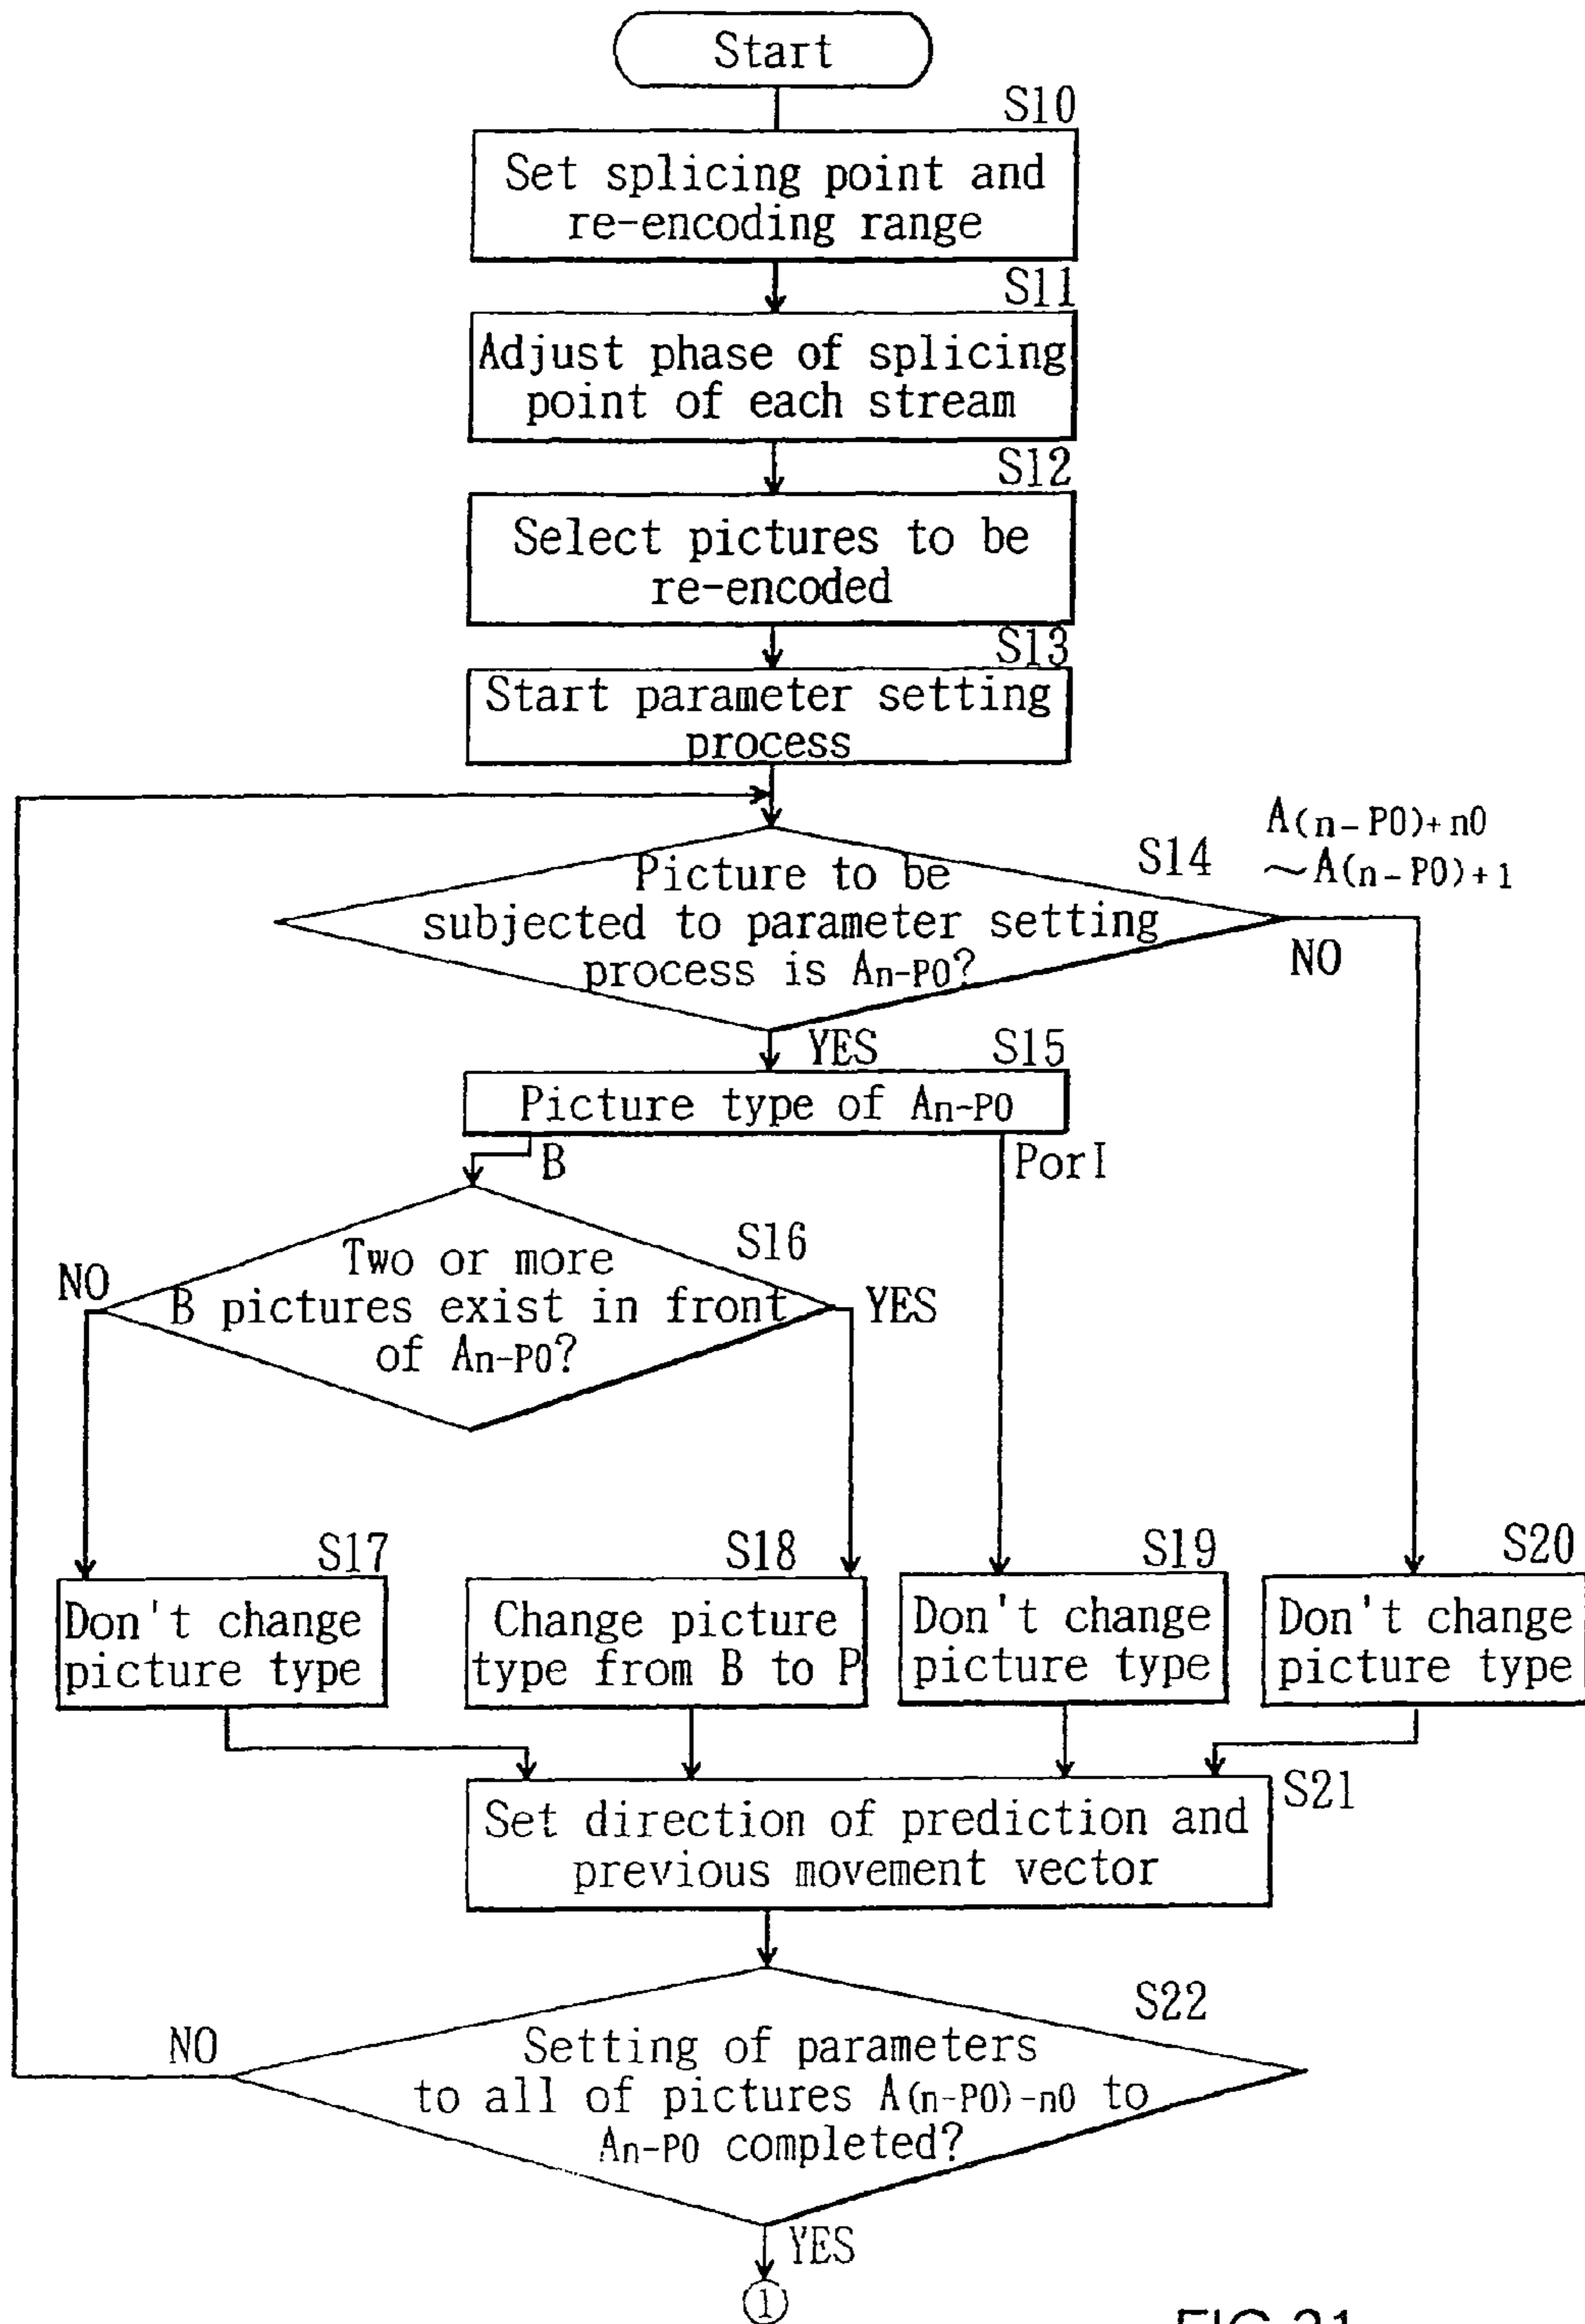 Start
S10
Set splicing point and
re-encoding range
S11
Adjust phase of splicing
point of each stream
S12
Select pictures to be
re-encoded
S13
Start parameter setting
process
A(n-P0)+n0
~A(n-P0)+1
S14
Picture to be
subjected to parameter setting
process is An-P0?
NO
YES
S15
Picture type of An-P0
B
PorI
S16
Two or more
B pictures exist in front
of An-P0?
NO
YES
S17
Don't change
picture type
S18
Change picture
type from B to P
S19
Don't change
picture type
S20
Don't change
picture type
S21
Set direction of prediction and
previous movement vector
S22
Setting of parameters
to all of pictures A(n-P0)-n0 to
An-P0 completed?
NO
YES
①
FIG.31